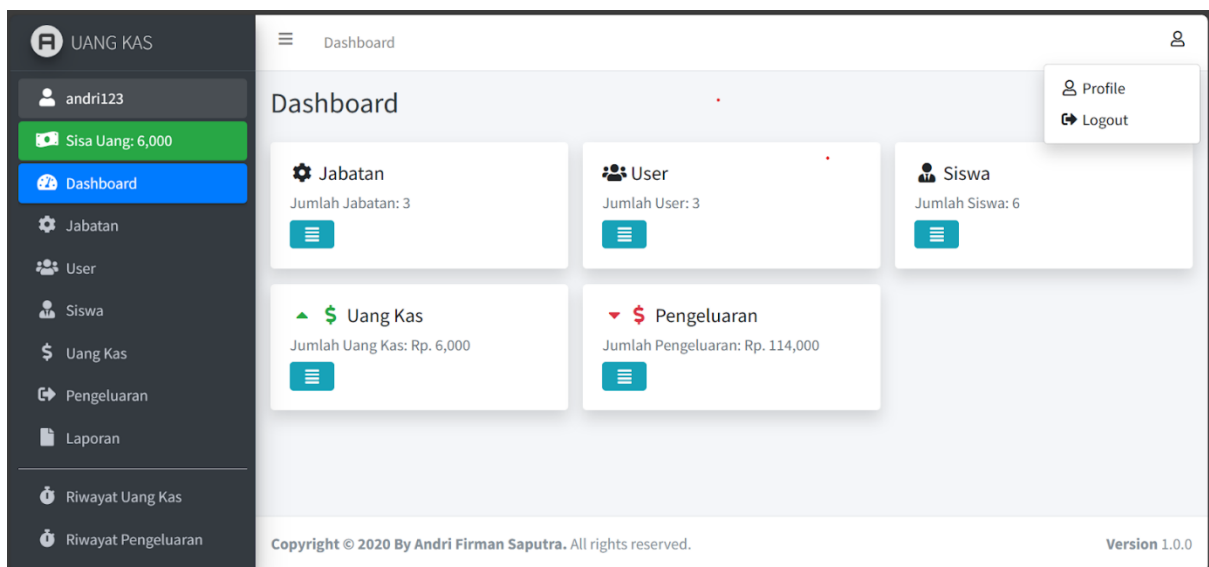 UANG KAS
andri123
Sisa Uang: 6,000
Dashboard
Jabatan
User
Siswa
Uang Kas
Pengeluaran
Laporan
Riwayat Uang Kas
Riwayat Pengeluaran
Dashboard
Profile
Logout
Dashboard
Jabatan
Jumlah Jabatan: 3
User
Jumlah User: 3
Siswa
Jumlah Siswa: 6
$ Uang Kas
Jumlah Uang Kas: Rp. 6,000
$ Pengeluaran
Jumlah Pengeluaran: Rp. 114,000
Copyright © 2020 By Andri Firman Saputra. All rights reserved.
Version 1.0.0